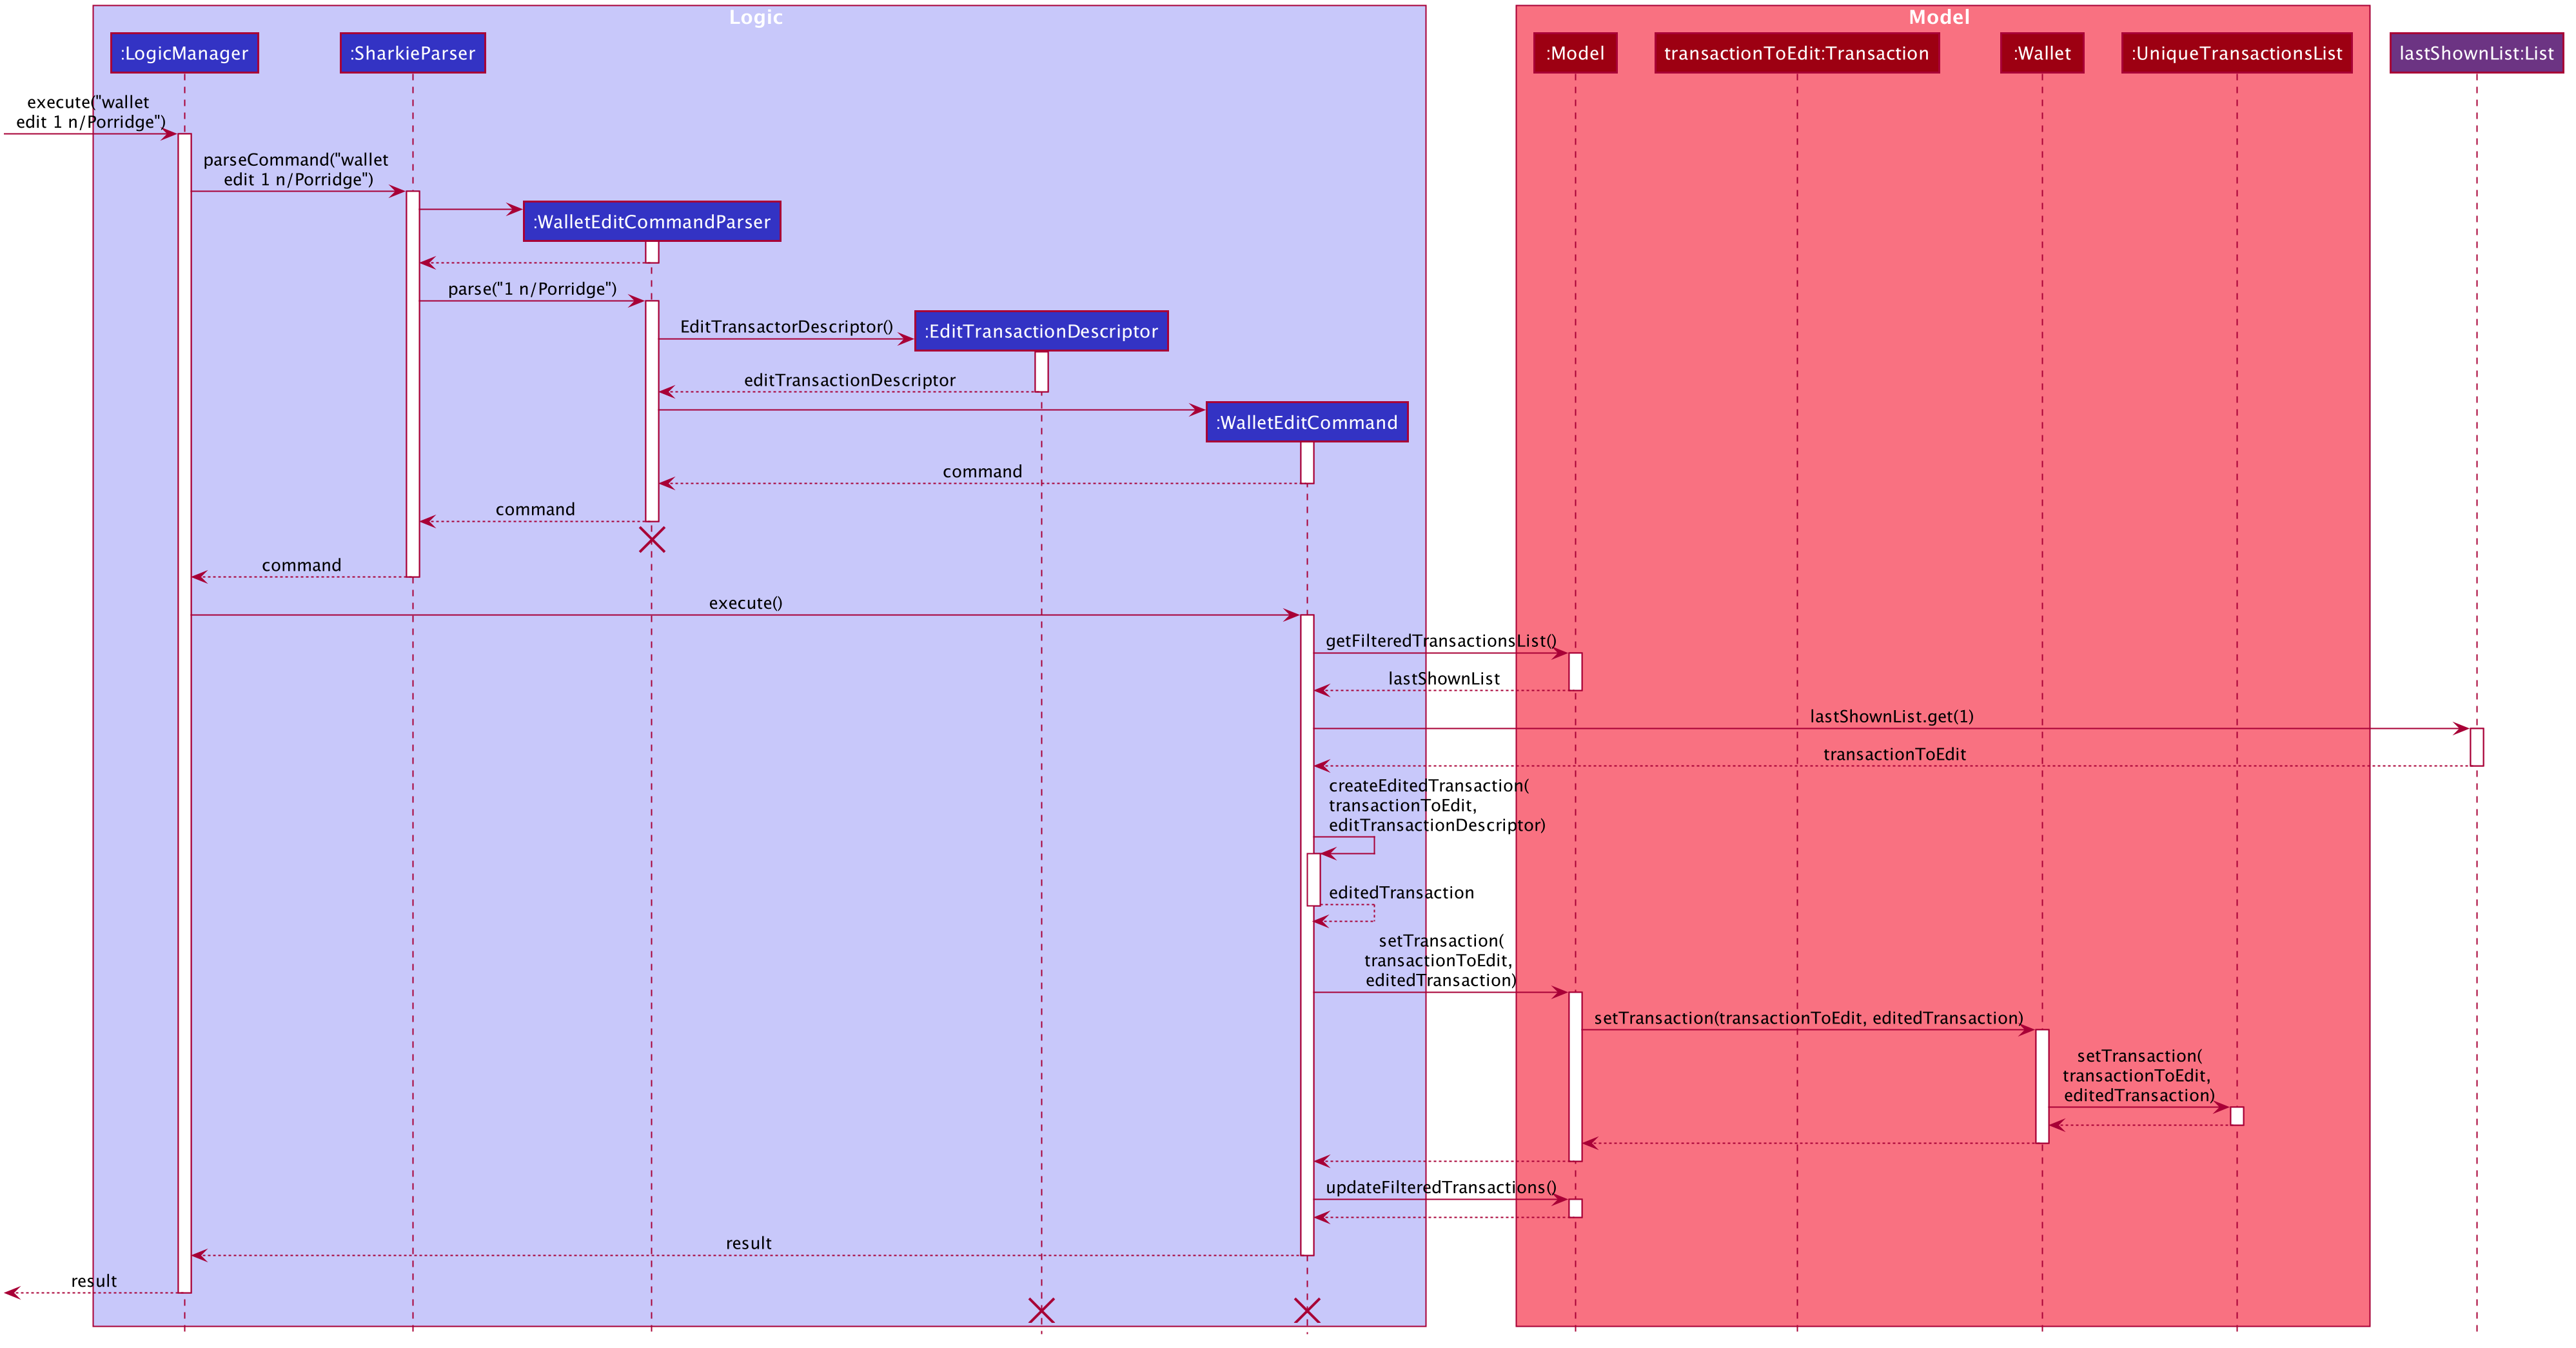 Logic
Model
:LogicManager
:SharkieParser
:Model
transactionToEdit:Transaction
:Wallet
:UniqueTransactionsList
lastShownList:List
execute("wallet
edit 1 n/Porridge")
parseCommand("wallet
edit 1 n/Porridge")
:WalletEditCommandParser
parse("1 n/Porridge")
EditTransactorDescriptor()
:EditTransactionDescriptor
editTransactionDescriptor
:WalletEditCommand
command
command
command
execute()
getFilteredTransactionsList()
lastShownList
lastShownList.get(1)
transactionToEdit
createEditedTransaction(
transactionToEdit,
editTransactionDescriptor)
editedTransaction
setTransaction(
transactionToEdit,
editedTransaction)
setTransaction(transactionToEdit, editedTransaction)
setTransaction(
transactionToEdit,
editedTransaction)
updateFilteredTransactions()
result
result